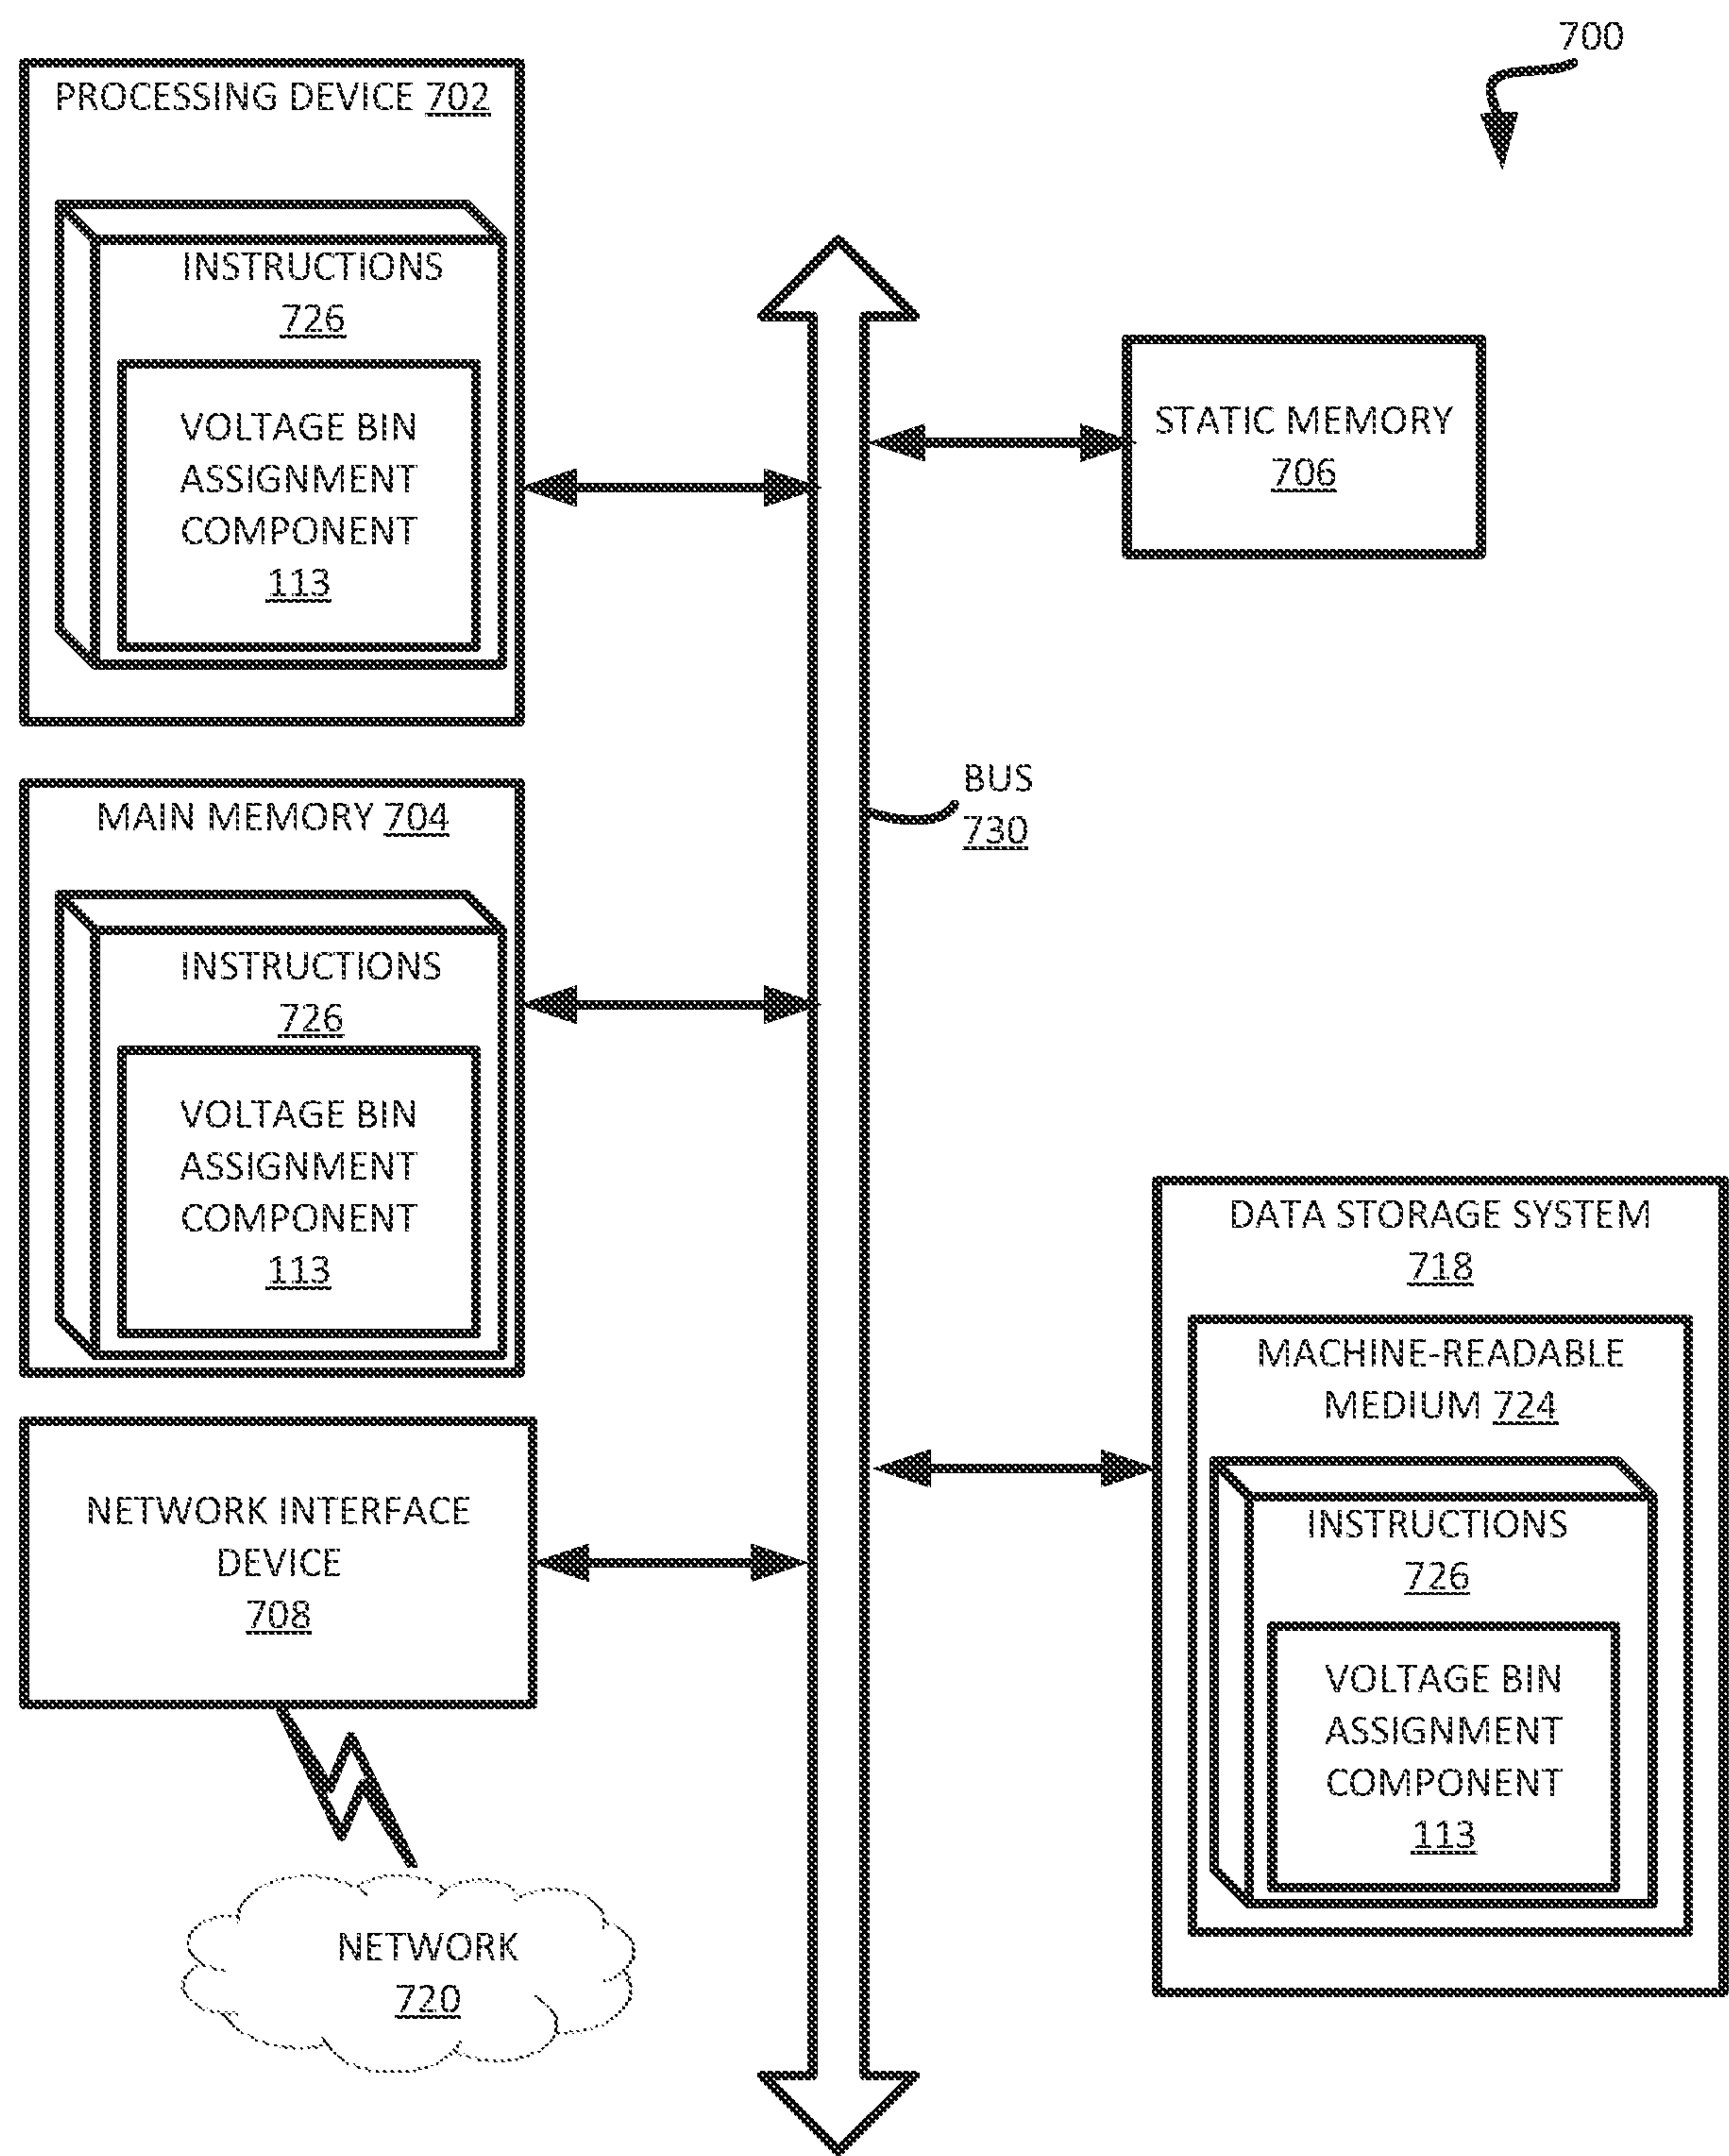 700
PROCESSING DEVICE 702
INSTRUCTIONS
726
VOLTAGE BIN
ASSIGNMENT
COMPONENT
113
STATIC MEMORY
706
BUS
730
MAIN MEMORY 704
INSTRUCTIONS
726
VOLTAGE BIN
ASSIGNMENT
COMPONENT
113
DATA STORAGE SYSTEM
718
MACHINE-READABLE
MEDIUM 724
INSTRUCTIONS
726
VOLTAGE BIN
ASSIGNMENT
COMPONENT
113
NETWORK INTERFACE
DEVICE
708
NETWORK
720